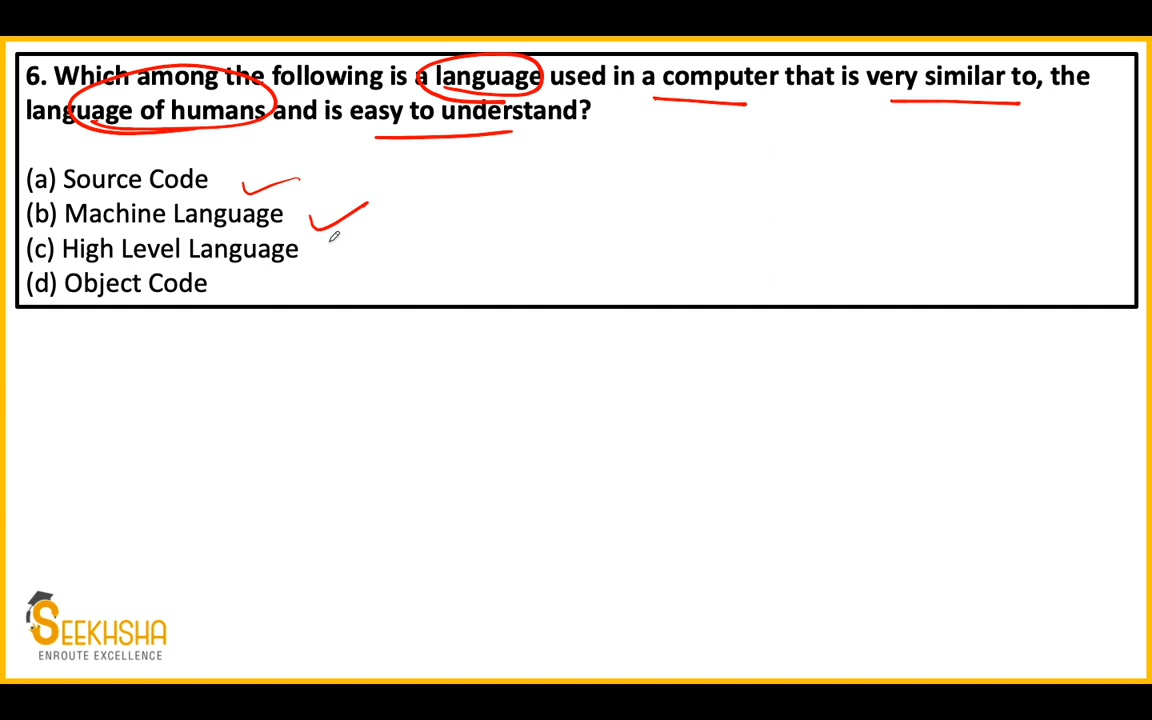 6. Which among the following is a language used in a computer that is very similar to, the
language of humans and is easy to understand?
(a) Source Code
(b) Machine Language
(c) High Level Language
(d) Object Code
SEEKHSHA
ENROUTE EXCELLENCE